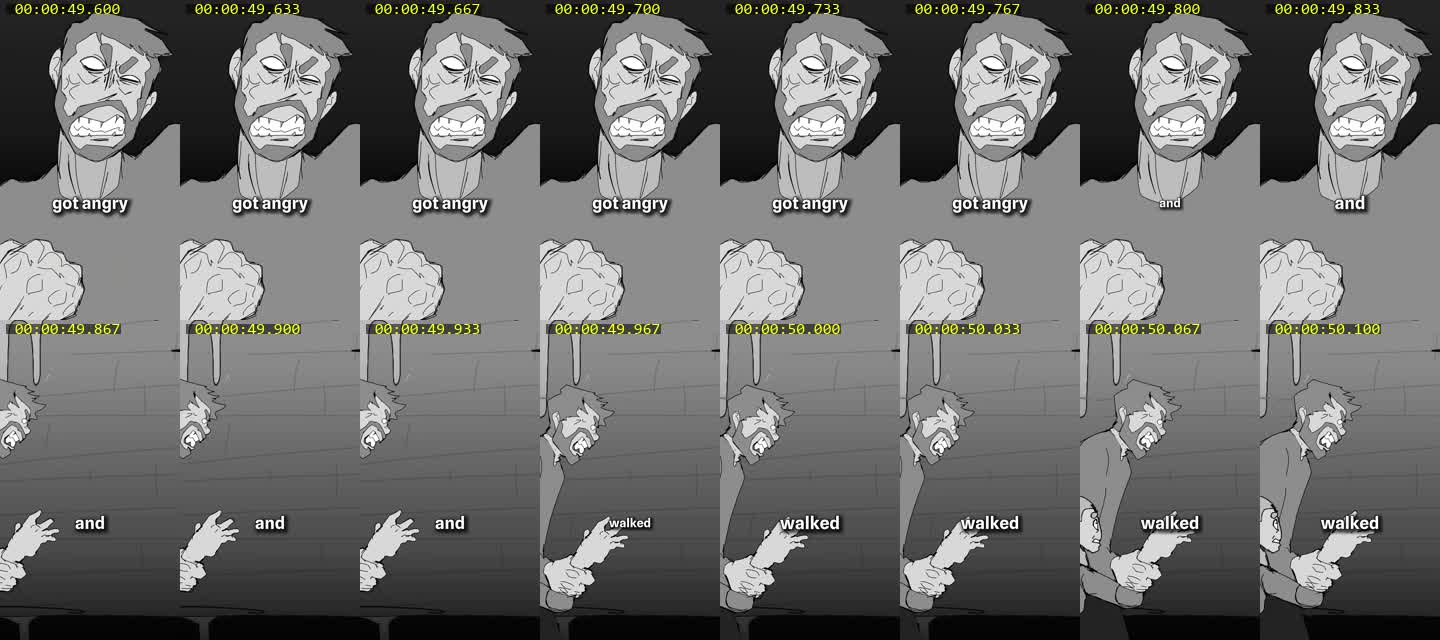 00:00:49.600 00:00:49.633 00:00:49.667 00:00:49.700 00:00:49.733 00:00:49.767 00:00:49.800 00:00:49.833
got angry got angry got angry got angry got angry got angry and and
00:00:49.867 00:00:49.900 00:00:49.933 00:00:49.967 00:00:50.000 00:00:50.033 00:00:50.067 00:00:50.100
and and and walked walked walked walked walked